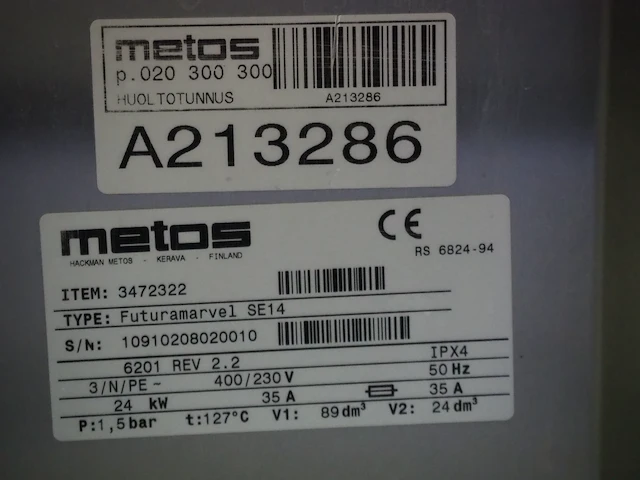 metos
p.020 300 300
HUOLTOTUNNUS A213286
A213286
metos CE
HACKMAN METOS - KERAVA - FINLAND RS 6824-94
ITEM: 3472322
TYPE: Futuramarvel SE14
S/N: 10910208020010
6201 REV 2.2 IPX4
3/N/PE ~ 400/230 V 50 Hz
24 kW 35 A 35 A
P:1,5bar t:127°C V1: 89dm³ V2: 24dm³